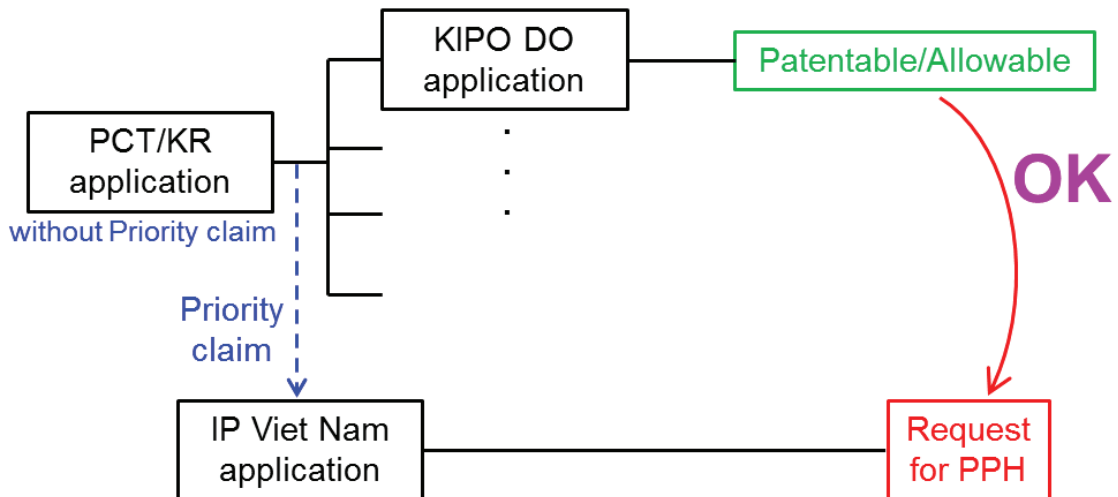 KIPO DO
application
Patentable/Allowable
PCT/KR
application
without Priority claim
OK
Priority
claim
IP Viet Nam
application
Request
for PPH